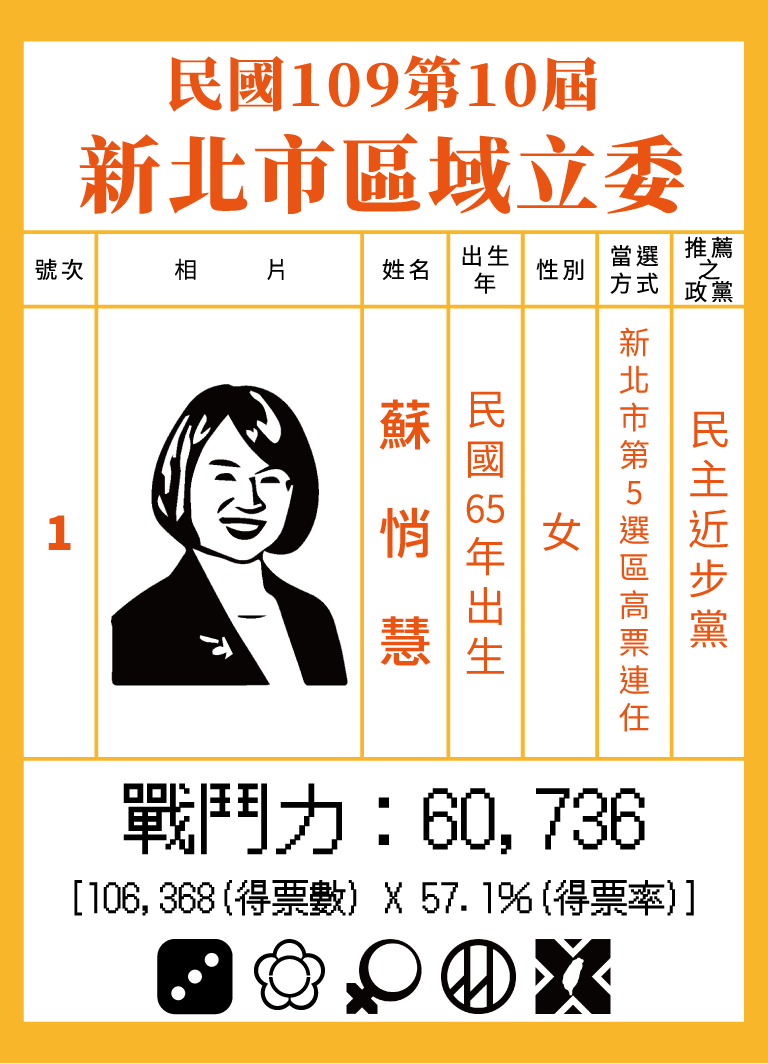 民國109第10屆
新北市區域立委
號次
相片
姓名
出生年
性別
當選方式
推薦之政黨
1
蘇悄慧
民國65年出生
女
新北市第5選區高票連任
民主近步黨
戰鬥力：60,736
[106,368(得票數) X 57.1%(得票率)]